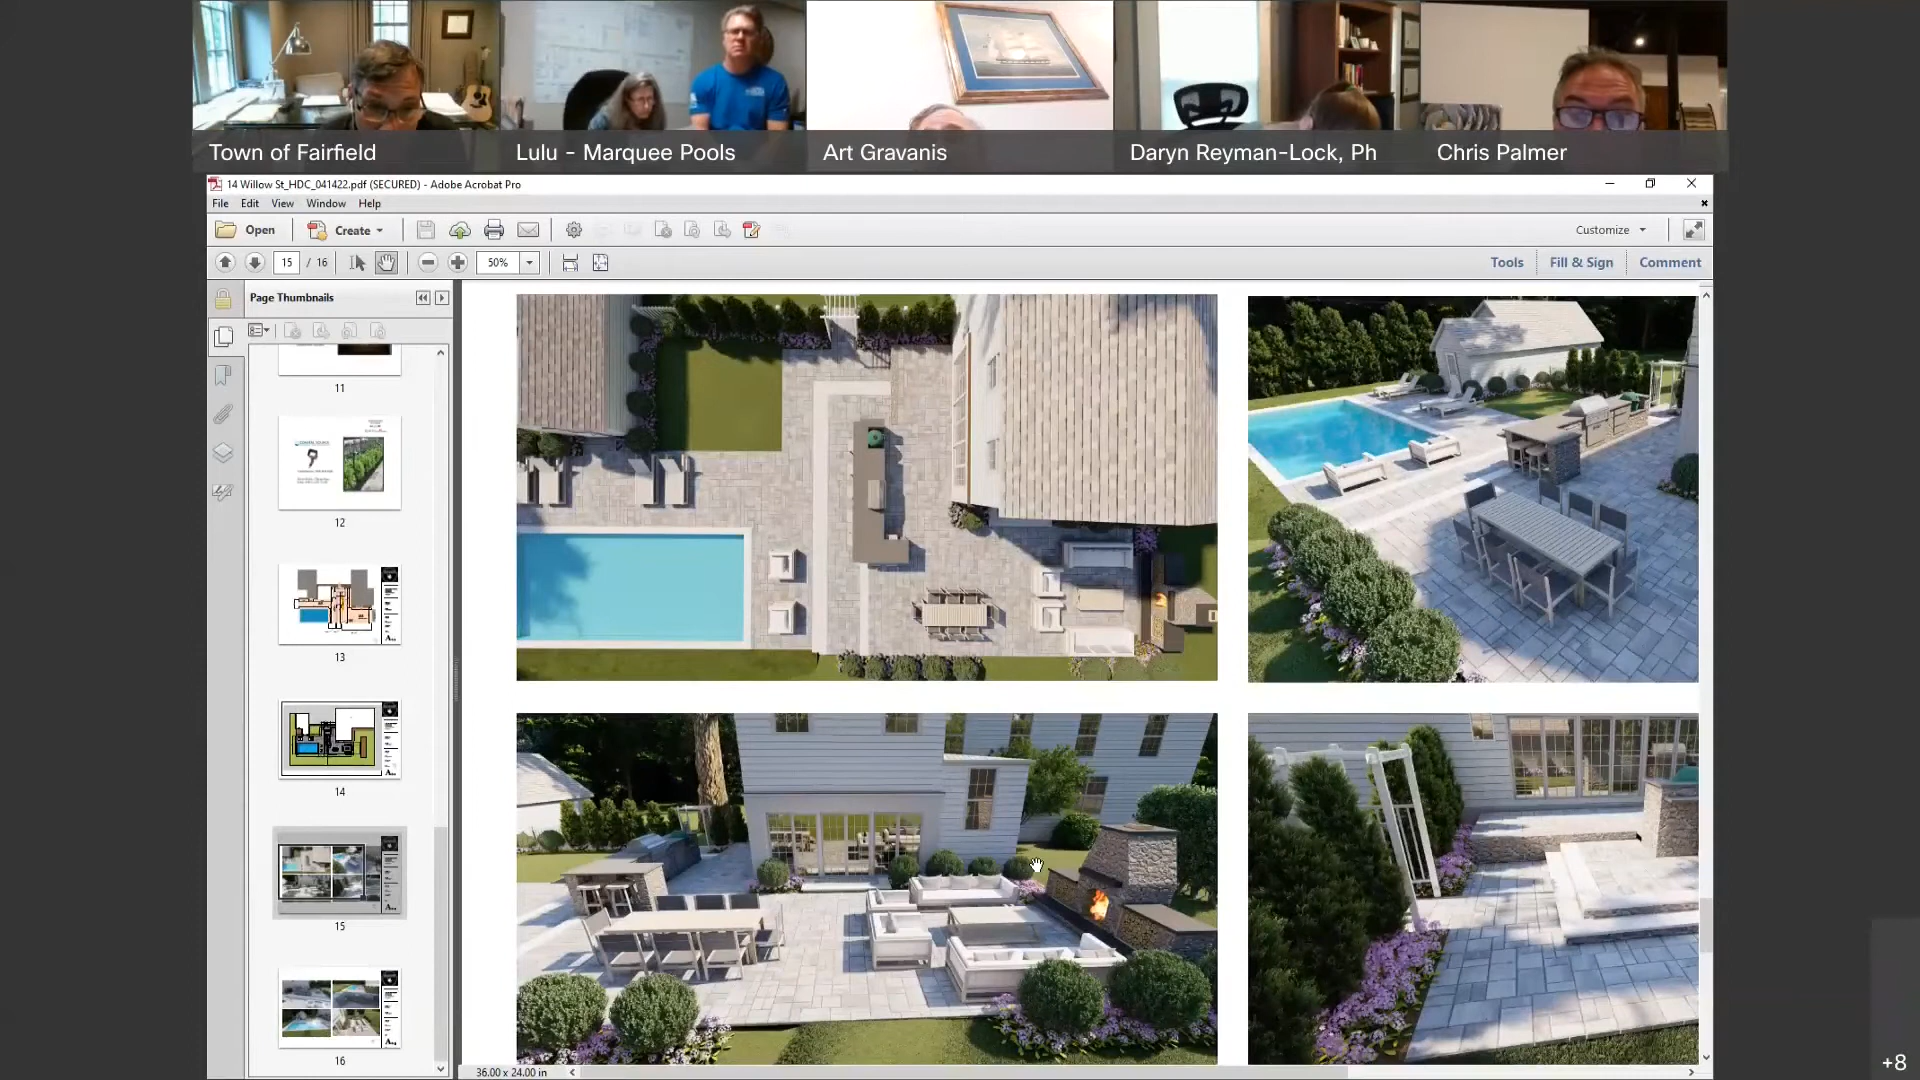 Town of Fairfield
Lulu - Marquee Pools
Art Gravanis
Daryn Reyman-Lock, Ph
Chris Palmer
14 Willow St_HDC_041422.pdf (SECURED) - Adobe Acrobat Pro
File Edit View Window Help
Open Create Customize
15 / 16 50% Tools Fill & Sign Comment
Page Thumbnails
11
12
13
14
15
16
36.00 x 24.00 in
+8